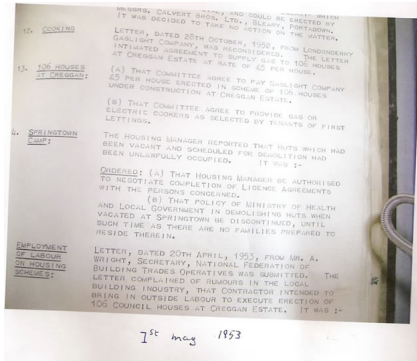 MESSRS. CALVERT BROS. LTD., SLEAVY, PORTADOWN.
IT WAS DECIDED TO TAKE NO ACTION ON THE MATTER.
12. COOKING
LETTER, DATED 28TH OCTOBER, 1952, FROM LONDONDERRY
GASLIGHT COMPANY, WAS RECONSIDERED. THE LETTER
INTIMATED AGREEMENT TO SUPPLY GAS TO 106 HOUSES
AT CREGGAN ESTATE AT RATE OF £5 PER HOUSE.
13. 106 HOUSES
AT CREGGAN:
(A) THAT COMMITTEE AGREE TO PAY GASLIGHT COMPANY
£5 PER HOUSE ERECTED IN SCHEME OF 106 HOUSES
UNDER CONSTRUCTION AT CREGGAN ESTATE.
(B) THAT COMMITTEE AGREE TO PROVIDE GAS OR
ELECTRIC COOKERS AS SELECTED BY TENANTS OF FIRST
LETTINGS.
4. SPRINGTOWN
CAMP:
THE HOUSING MANAGER REPORTED THAT HUTS WHICH HAD
BEEN VACANT AND SCHEDULED FOR DEMOLITION HAD
BEEN UNLAWFULLY OCCUPIED. IT WAS :-
ORDERED: (A) THAT HOUSING MANAGER BE AUTHORISED
TO NEGOTIATE COMPLETION OF LICENCE AGREEMENTS
WITH THE PERSONS CONCERNED.
(B) THAT POLICY OF MINISTRY OF HEALTH
AND LOCAL GOVERNMENT IN DEMOLISHING HUTS WHEN
VACATED AT SPRINGTOWN BE DISCONTINUED, UNTIL
SUCH TIME AS THERE ARE NO FAMILIES PREPARED TO
RESIDE THEREIN.
EMPLOYMENT
OF LABOUR
ON HOUSING
SCHEMES:
LETTER, DATED 20TH APRIL, 1953, FROM MR. A.
WRIGHT, SECRETARY, NATIONAL FEDERATION OF
BUILDING TRADES OPERATIVES WAS SUBMITTED. THE
LETTER COMPLAINED OF RUMOURS IN THE LOCAL
BUILDING INDUSTRY, THAT CONTRACTOR INTENDED TO
BRING IN OUTSIDE LABOUR TO EXECUTE ERECTION OF
106 COUNCIL HOUSES AT CREGGAN ESTATE. IT WAS :-
1st may 1953